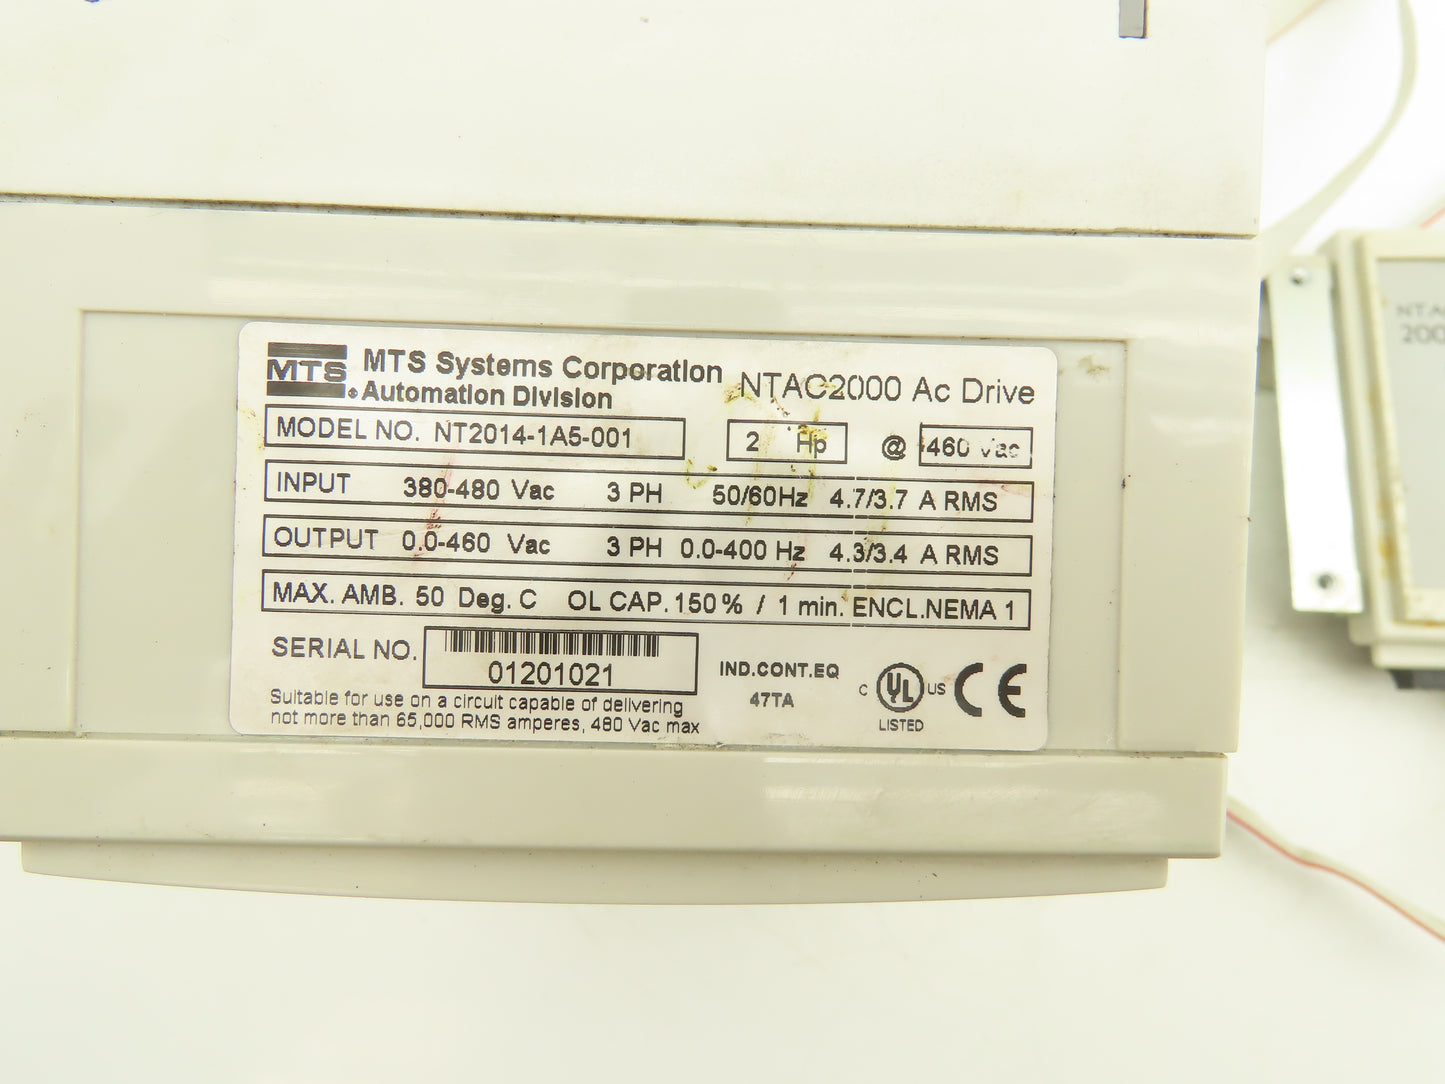 MTS
MTS Systems Corporation
Automation Division
NTAC2000 Ac Drive
MODEL NO. NT2014-1A5-001
2 Hp @ 460 Vac
INPUT 380-480 Vac 3 PH 50/60Hz 4.7/3.7 A RMS
OUTPUT 0.0-460 Vac 3 PH 0.0-400 Hz 4.3/3.4 A RMS
MAX. AMB. 50 Deg. C OL CAP. 150% / 1 min. ENCL.NEMA 1
SERIAL NO.
01201021
Suitable for use on a circuit capable of delivering
not more than 65,000 RMS amperes, 480 Vac max
IND.CONT.EQ
47TA
C UL US
LISTED
CE